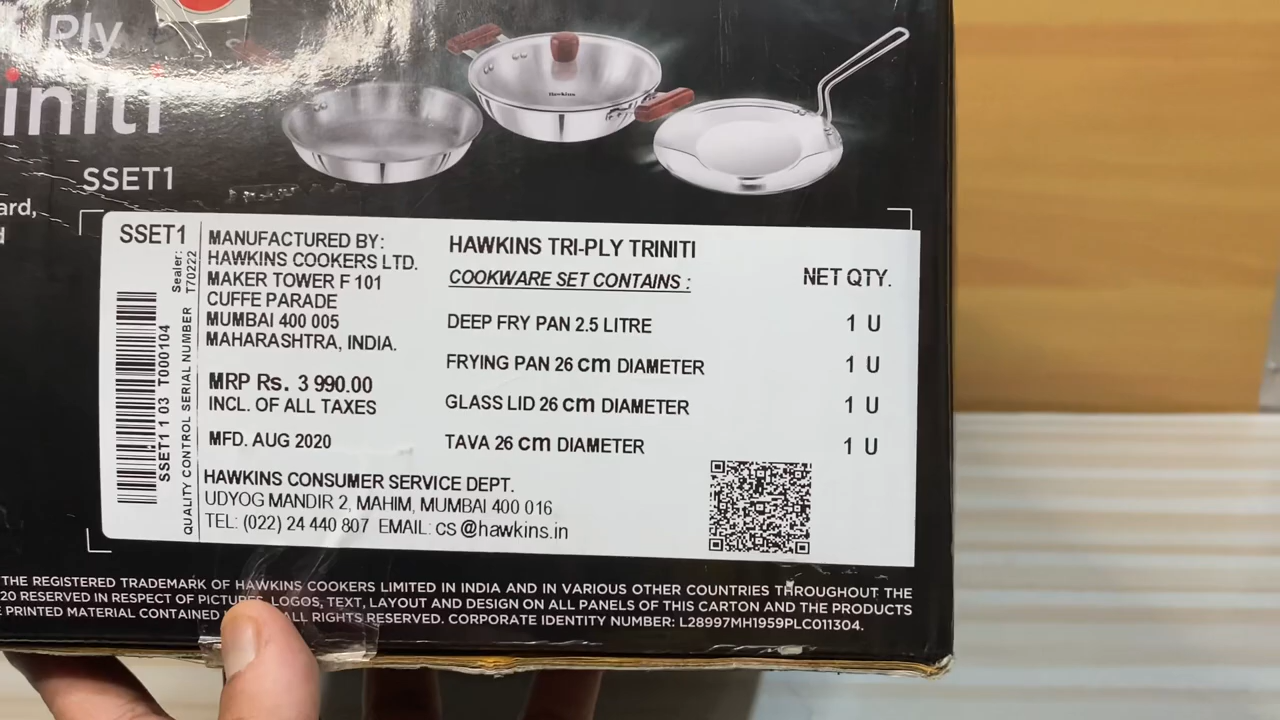 Ply
initi
SSET1
ard,
Hawkins
SSET1
Sealer:
T70222
SSET1 1 03 T000104
QUALITY CONTROL SERIAL NUMBER
MANUFACTURED BY:
HAWKINS COOKERS LTD.
MAKER TOWER F 101
CUFFE PARADE
MUMBAI 400 005
MAHARASHTRA, INDIA.
MRP Rs. 3 990.00
INCL. OF ALL TAXES
MFD. AUG 2020
HAWKINS TRI-PLY TRINITI
COOKWARE SET CONTAINS : NET QTY.
DEEP FRY PAN 2.5 LITRE 1 U
FRYING PAN 26 cm DIAMETER 1 U
GLASS LID 26 cm DIAMETER 1 U
TAVA 26 cm DIAMETER 1 U
HAWKINS CONSUMER SERVICE DEPT.
UDYOG MANDIR 2, MAHIM, MUMBAI 400 016
TEL: (022) 24 440 807 EMAIL: cs@hawkins.in
THE REGISTERED TRADEMARK OF HAWKINS COOKERS LIMITED IN INDIA AND IN VARIOUS OTHER COUNTRIES THROUGHOUT THE
20 RESERVED IN RESPECT OF PICTURES, LOGOS, TEXT, LAYOUT AND DESIGN ON ALL PANELS OF THIS CARTON AND THE PRODUCTS
PRINTED MATERIAL CONTAINED ALL RIGHTS RESERVED. CORPORATE IDENTITY NUMBER: L28997MH1959PLC011304.